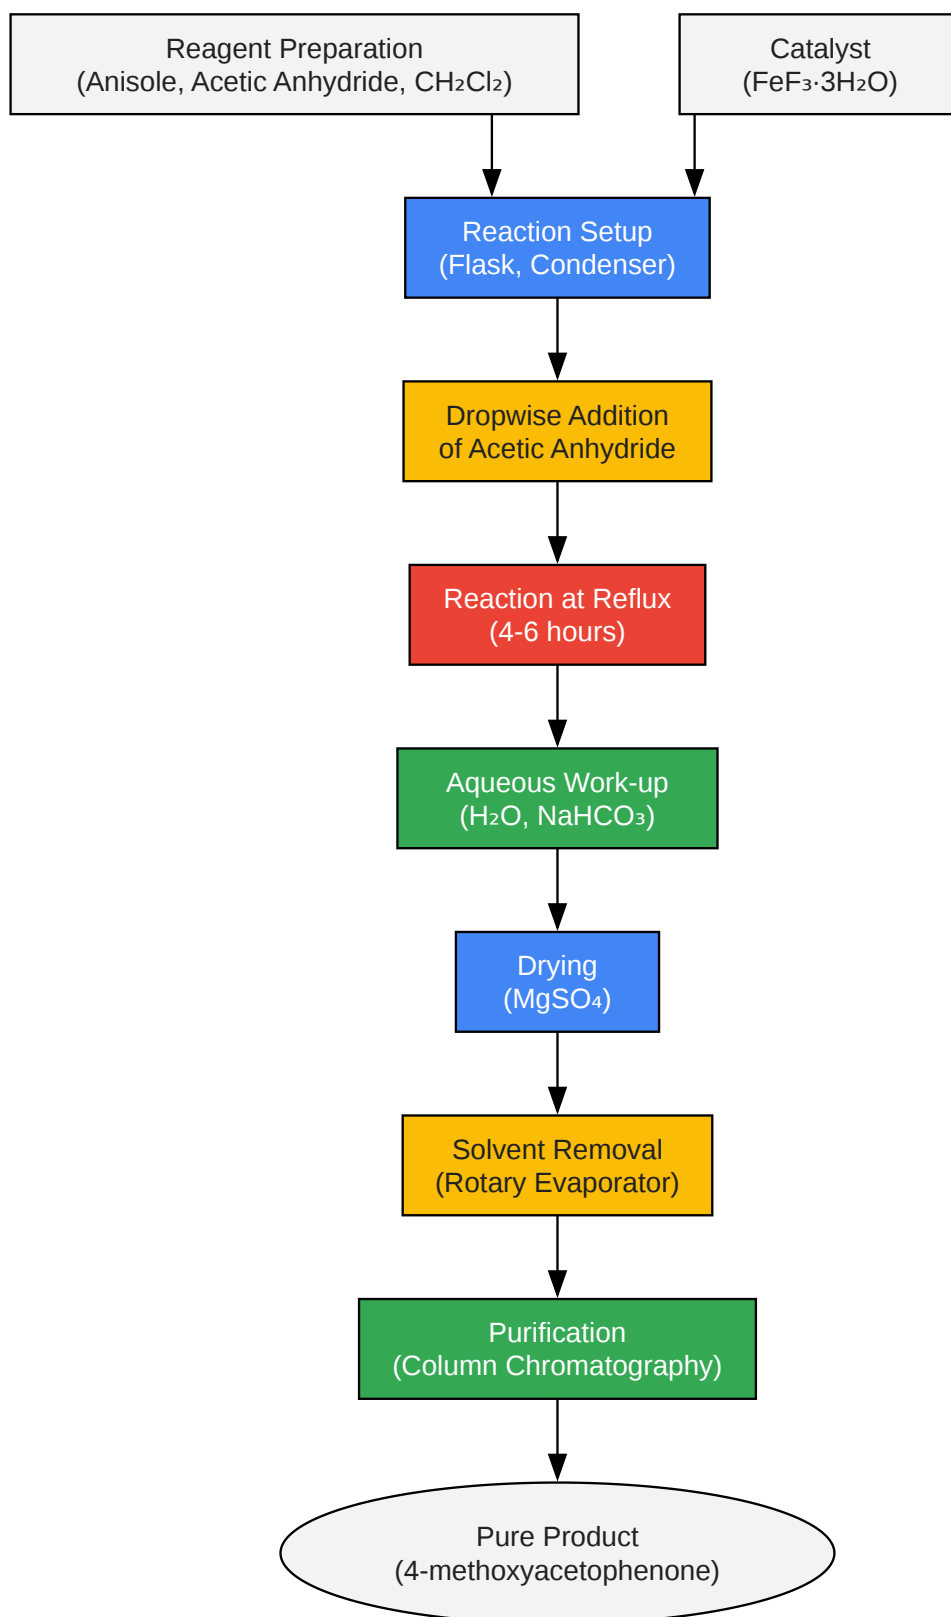 Reagent Preparation
(Anisole, Acetic Anhydride, CH₂Cl₂)
Catalyst
(FeF₃·3H₂O)
Reaction Setup
(Flask, Condenser)
Dropwise Addition
of Acetic Anhydride
Reaction at Reflux
(4-6 hours)
Aqueous Work-up
(H₂O, NaHCO₃)
Drying
(MgSO₄)
Solvent Removal
(Rotary Evaporator)
Purification
(Column Chromatography)
Pure Product
(4-methoxyacetophenone)